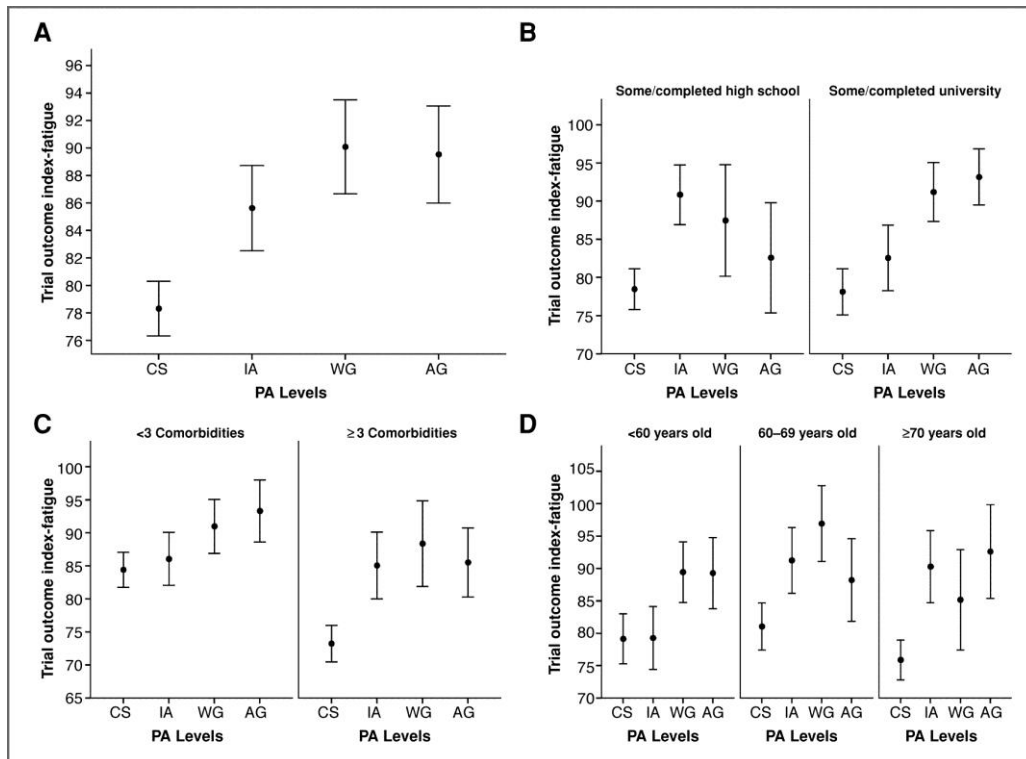 A
Trial outcome index-fatigue
96
94
92
90
88
86
84
82
80
78
76
CS IA WG AG
PA Levels
B
Some/completed high school Some/completed university
Trial outcome index-fatigue
100
95
90
85
80
75
70
CS IA WG AG CS IA WG AG
PA Levels PA Levels
C
<3 Comorbidities ≥ 3 Comorbidities
Trial outcome index-fatigue
100
95
90
85
80
75
70
65
CS IA WG AG CS IA WG AG
PA Levels PA Levels
D
<60 years old 60–69 years old ≥70 years old
Trial outcome index-fatigue
105
100
95
90
85
80
75
70
CS IA WG AG CS IA WG AG CS IA WG AG
PA Levels PA Levels PA Levels